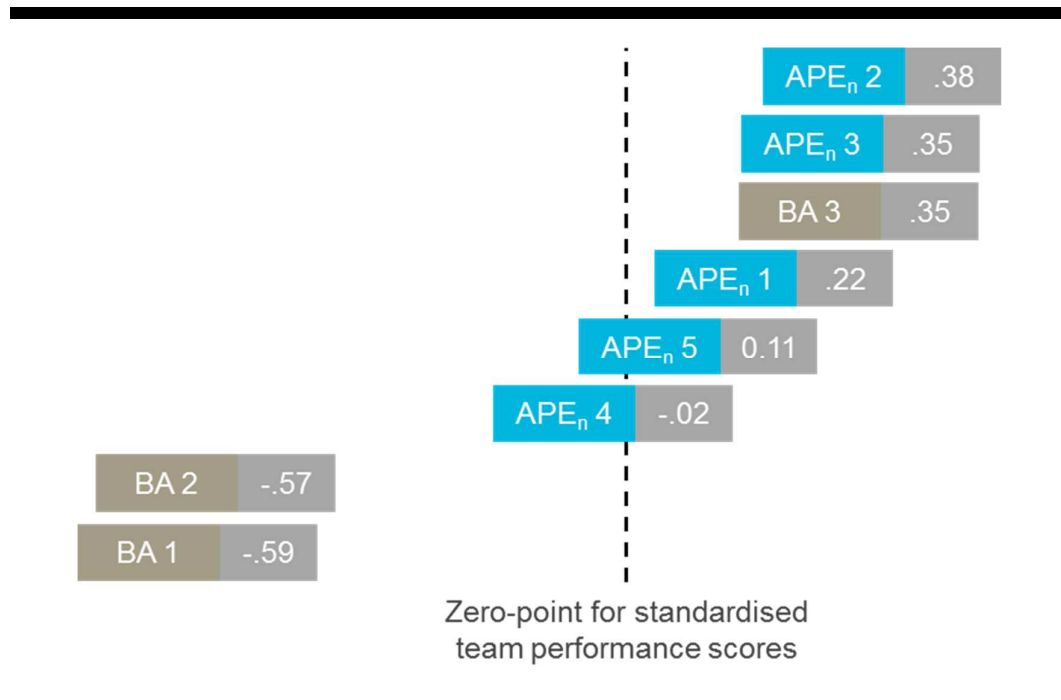 APEn 2 .38
APEn 3 .35
BA 3 .35
APEn 1 .22
APEn 5 0.11
APEn 4 -.02
BA 2 -.57
BA 1 -.59
Zero-point for standardised
team performance scores